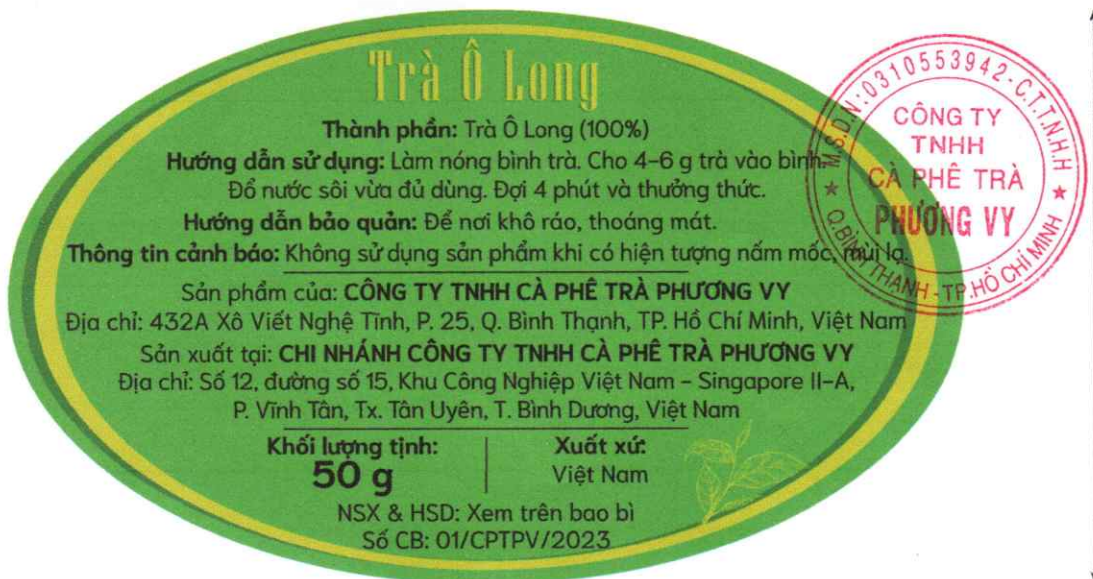 Trà Ô Long
Thành phần: Trà Ô Long (100%)
Hướng dẫn sử dụng: Làm nóng bình trà. Cho 4–6 g trà vào bình.
Đổ nước sôi vừa đủ dùng. Đợi 4 phút và thưởng thức.
Hướng dẫn bảo quản: Để nơi khô ráo, thoáng mát.
Thông tin cảnh báo: Không sử dụng sản phẩm khi có hiện tượng nấm mốc, mùi lạ.
Sản phẩm của: CÔNG TY TNHH CÀ PHÊ TRÀ PHƯƠNG VY
Địa chỉ: 432A Xô Viết Nghệ Tĩnh, P. 25, Q. Bình Thạnh, TP. Hồ Chí Minh, Việt Nam
Sản xuất tại: CHI NHÁNH CÔNG TY TNHH CÀ PHÊ TRÀ PHƯƠNG VY
Địa chỉ: Số 12, đường số 15, Khu Công Nghiệp Việt Nam – Singapore II–A,
P. Vĩnh Tân, Tx. Tân Uyên, T. Bình Dương, Việt Nam
Khối lượng tịnh:
50 g
Xuất xứ:
Việt Nam
NSX & HSD: Xem trên bao bì
Số CB: 01/CPTPV/2023
M.S.D.N: 0310553942 - C.T.T.N.H.H
CÔNG TY
TNHH
CÀ PHÊ TRÀ
PHƯƠNG VY
Q. BÌNH THẠNH - TP. HỒ CHÍ MINH